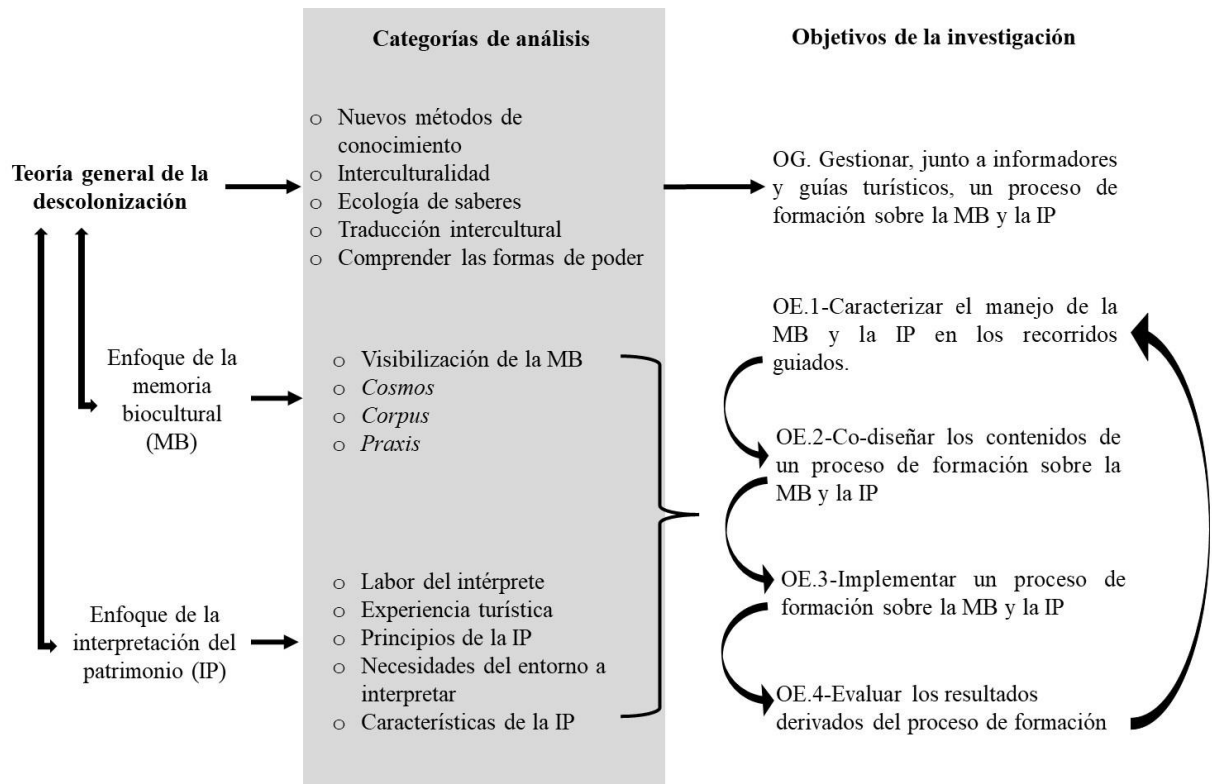 Categorías de análisis
Objetivos de la investigación
Teoría general de la
descolonización
o Nuevos métodos de
conocimiento
o Interculturalidad
o Ecología de saberes
o Traducción intercultural
o Comprender las formas de poder
OG. Gestionar, junto a informadores
y guías turísticos, un proceso de
formación sobre la MB y la IP
Enfoque de la
memoria
biocultural
(MB)
o Visibilización de la MB
o Cosmos
o Corpus
o Praxis
Enfoque de la
interpretación del
patrimonio (IP)
o Labor del intérprete
o Experiencia turística
o Principios de la IP
o Necesidades del entorno a
interpretar
o Características de la IP
OE.1-Caracterizar el manejo de la
MB y la IP en los recorridos
guiados.
OE.2-Co-diseñar los contenidos de
un proceso de formación sobre la
MB y la IP
OE.3-Implementar un proceso de
formación sobre la MB y la IP
OE.4-Evaluar los resultados
derivados del proceso de formación